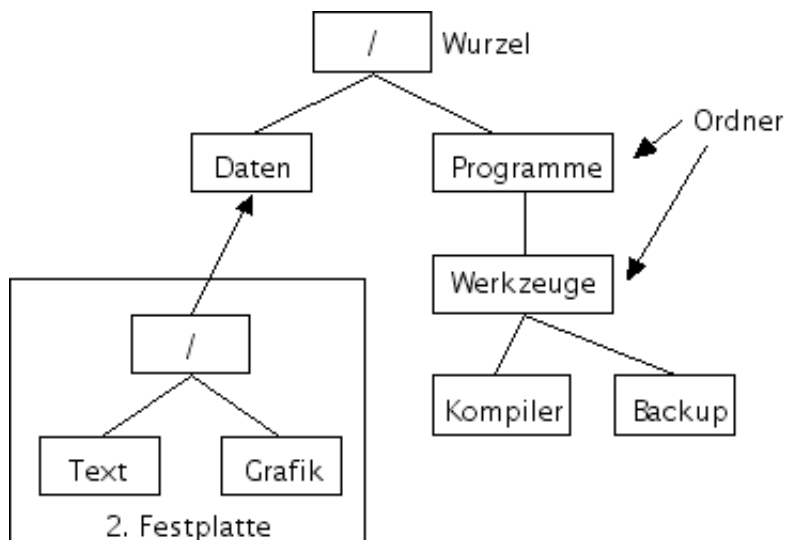 / Wurzel
Ordner
Daten
Programme
Werkzeuge
/
Kompiler
Backup
Text
Grafik
2. Festplatte